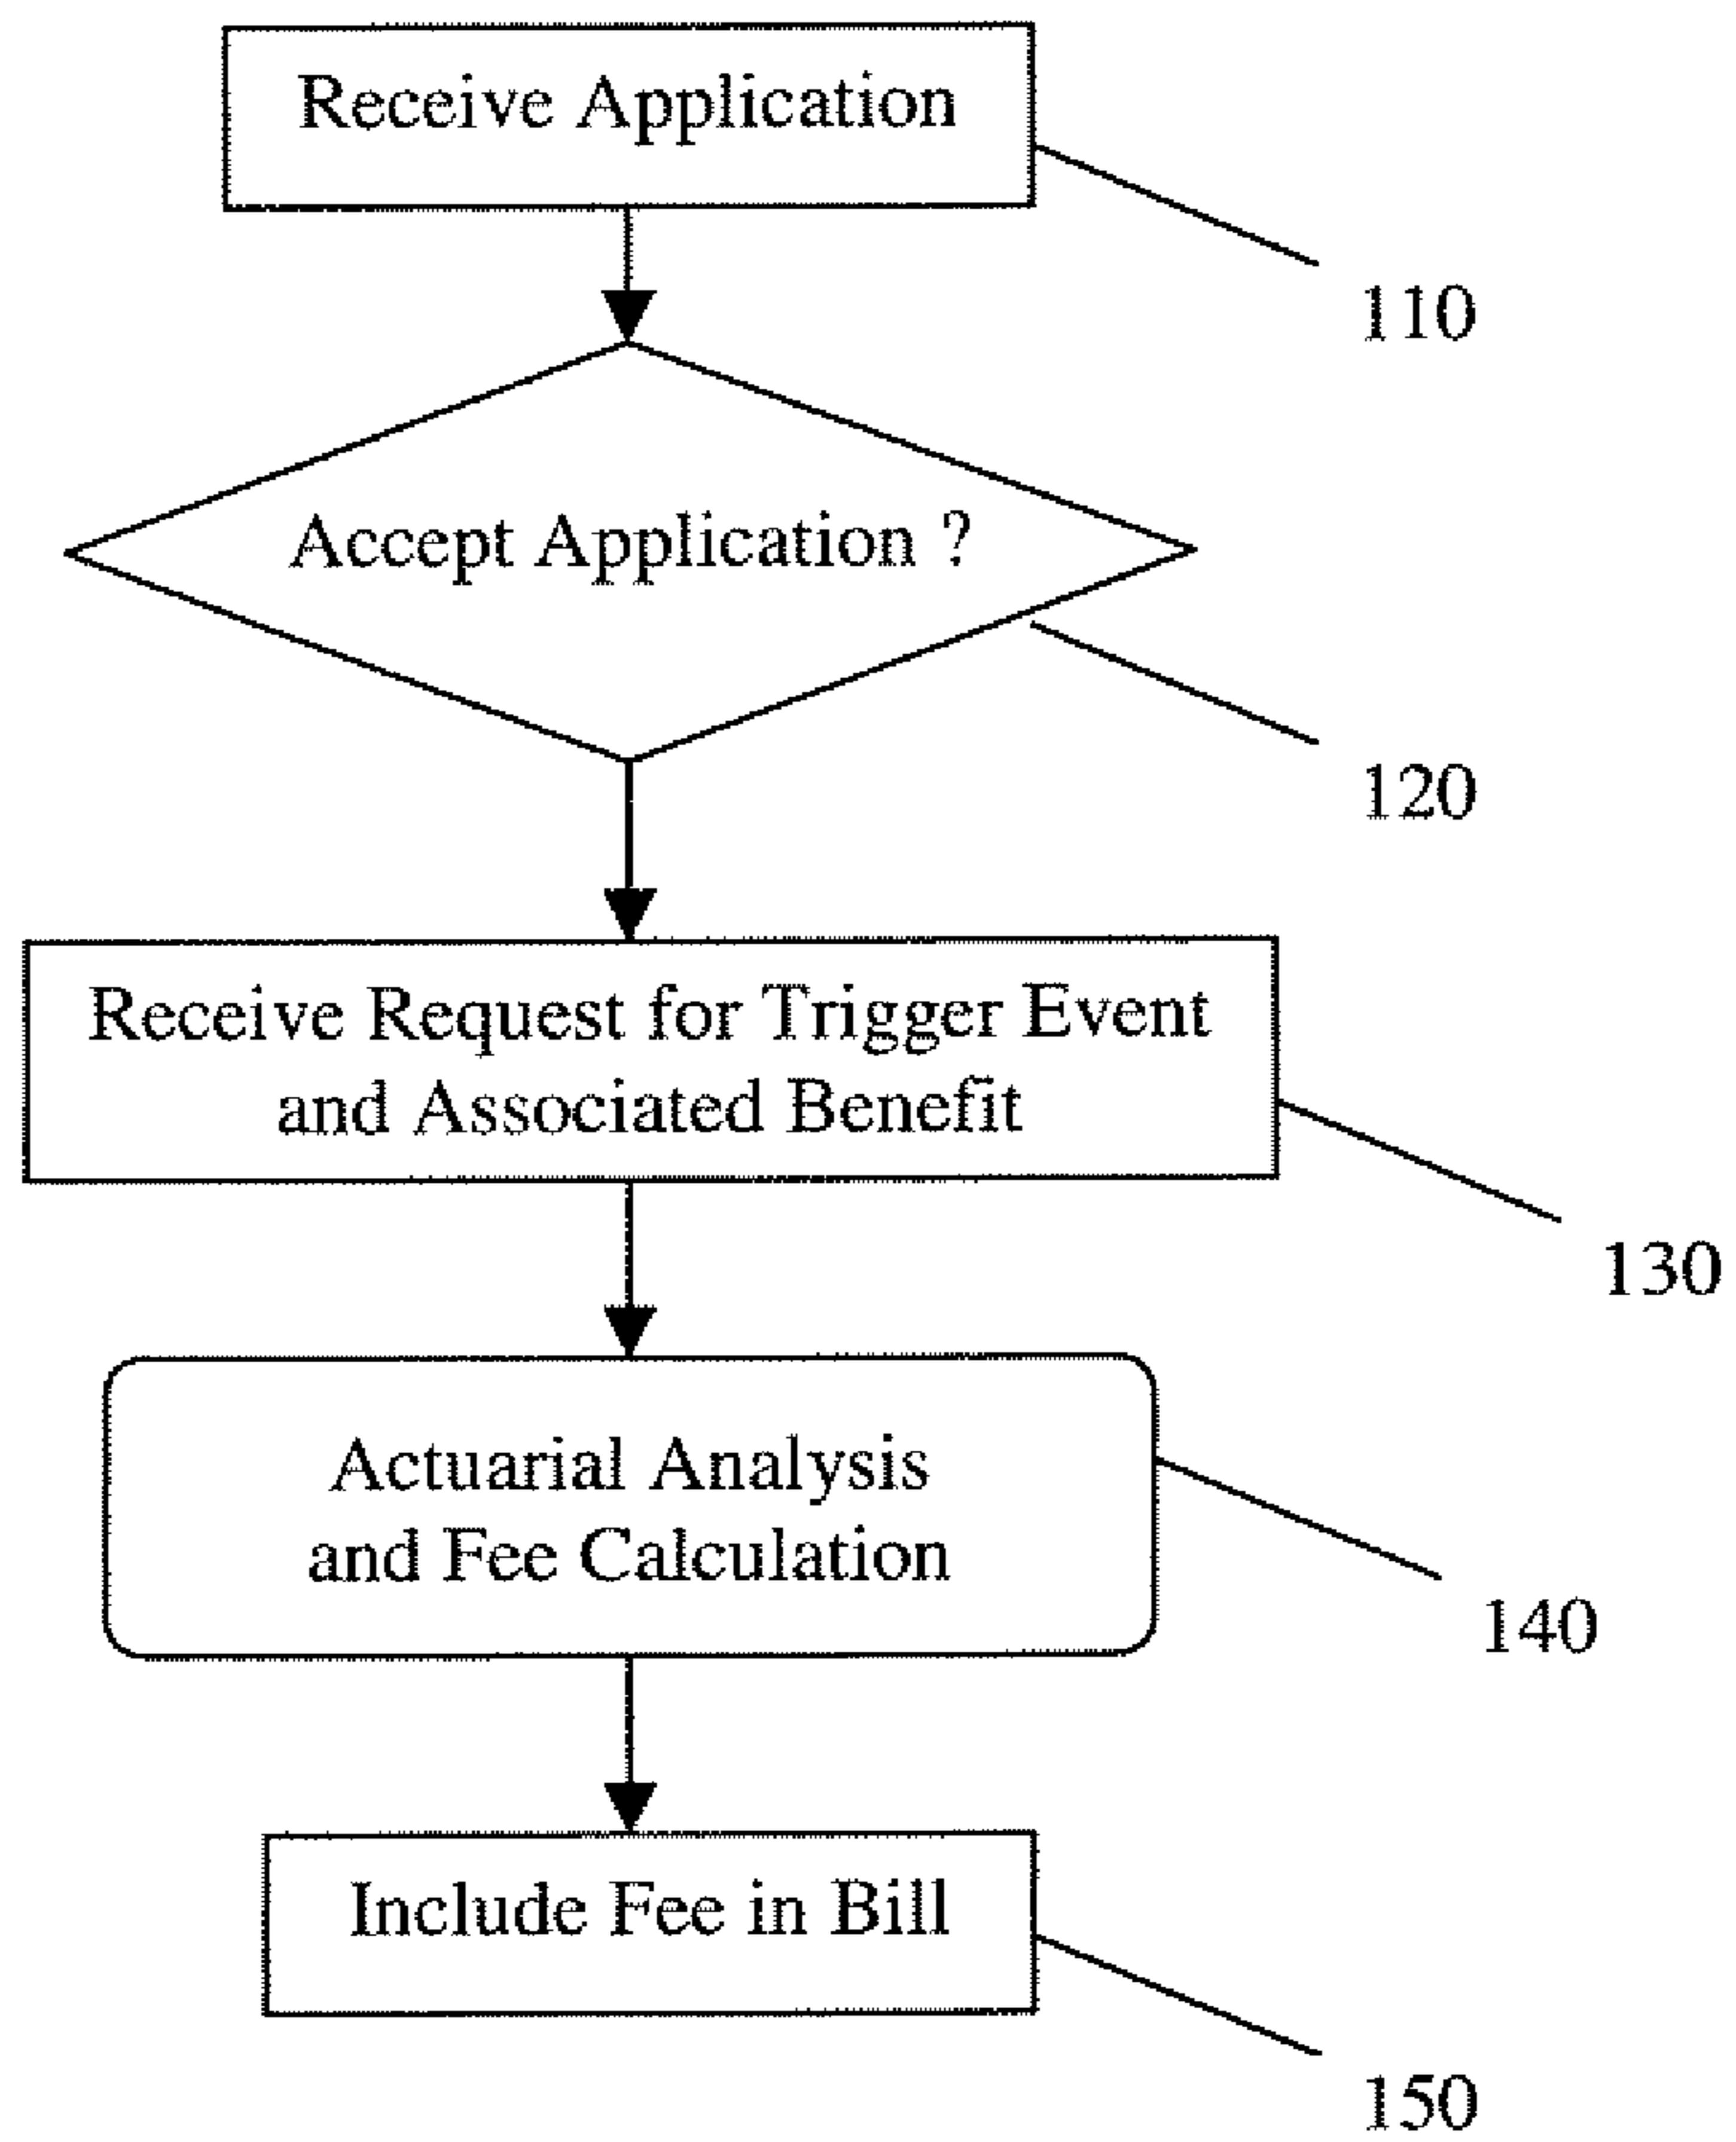 Receive Application
110
Accept Application ?
120
Receive Request for Trigger Event
and Associated Benefit
130
Actuarial Analysis
and Fee Calculation
140
Include Fee in Bill
150